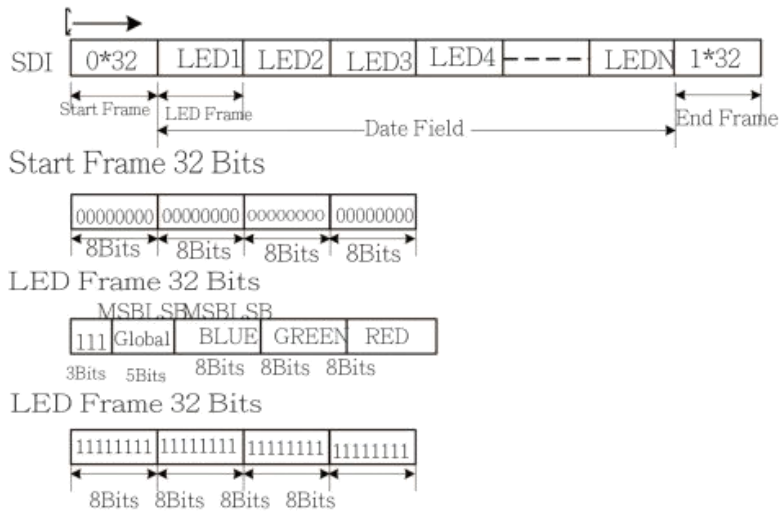 SDI 0*32 LED1 LED2 LED3 LED4 LEDN 1*32
Start Frame LED Frame End Frame
Date Field
Start Frame 32 Bits
00000000 00000000 00000000 00000000
8Bits 8Bits 8Bits 8Bits
LED Frame 32 Bits
MSBLSBMSBLSB
111 Global BLUE GREEN RED
3Bits 5Bits 8Bits 8Bits 8Bits
LED Frame 32 Bits
11111111 11111111 11111111 11111111
8Bits 8Bits 8Bits 8Bits